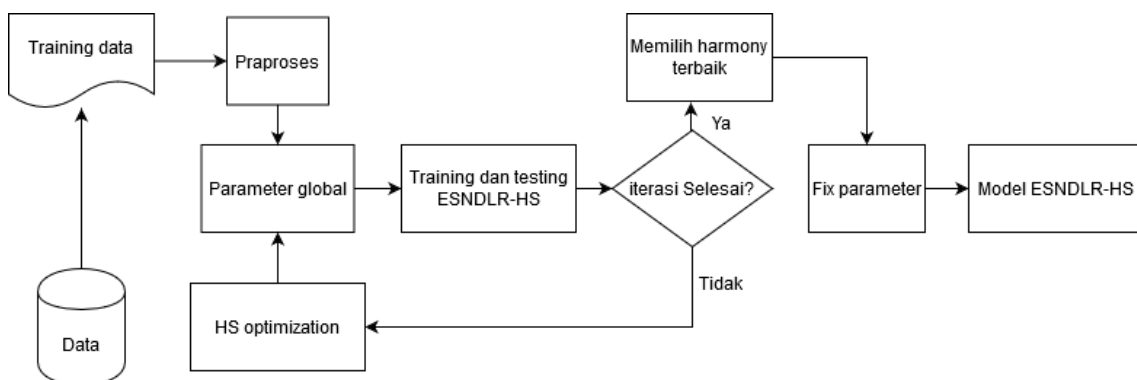 Training data
Praproses
Memilih harmony
terbaik
Ya
Parameter global
Training dan testing
ESNDLR-HS
iterasi Selesai?
Fix parameter
Model ESNDLR-HS
Tidak
HS optimization
Data